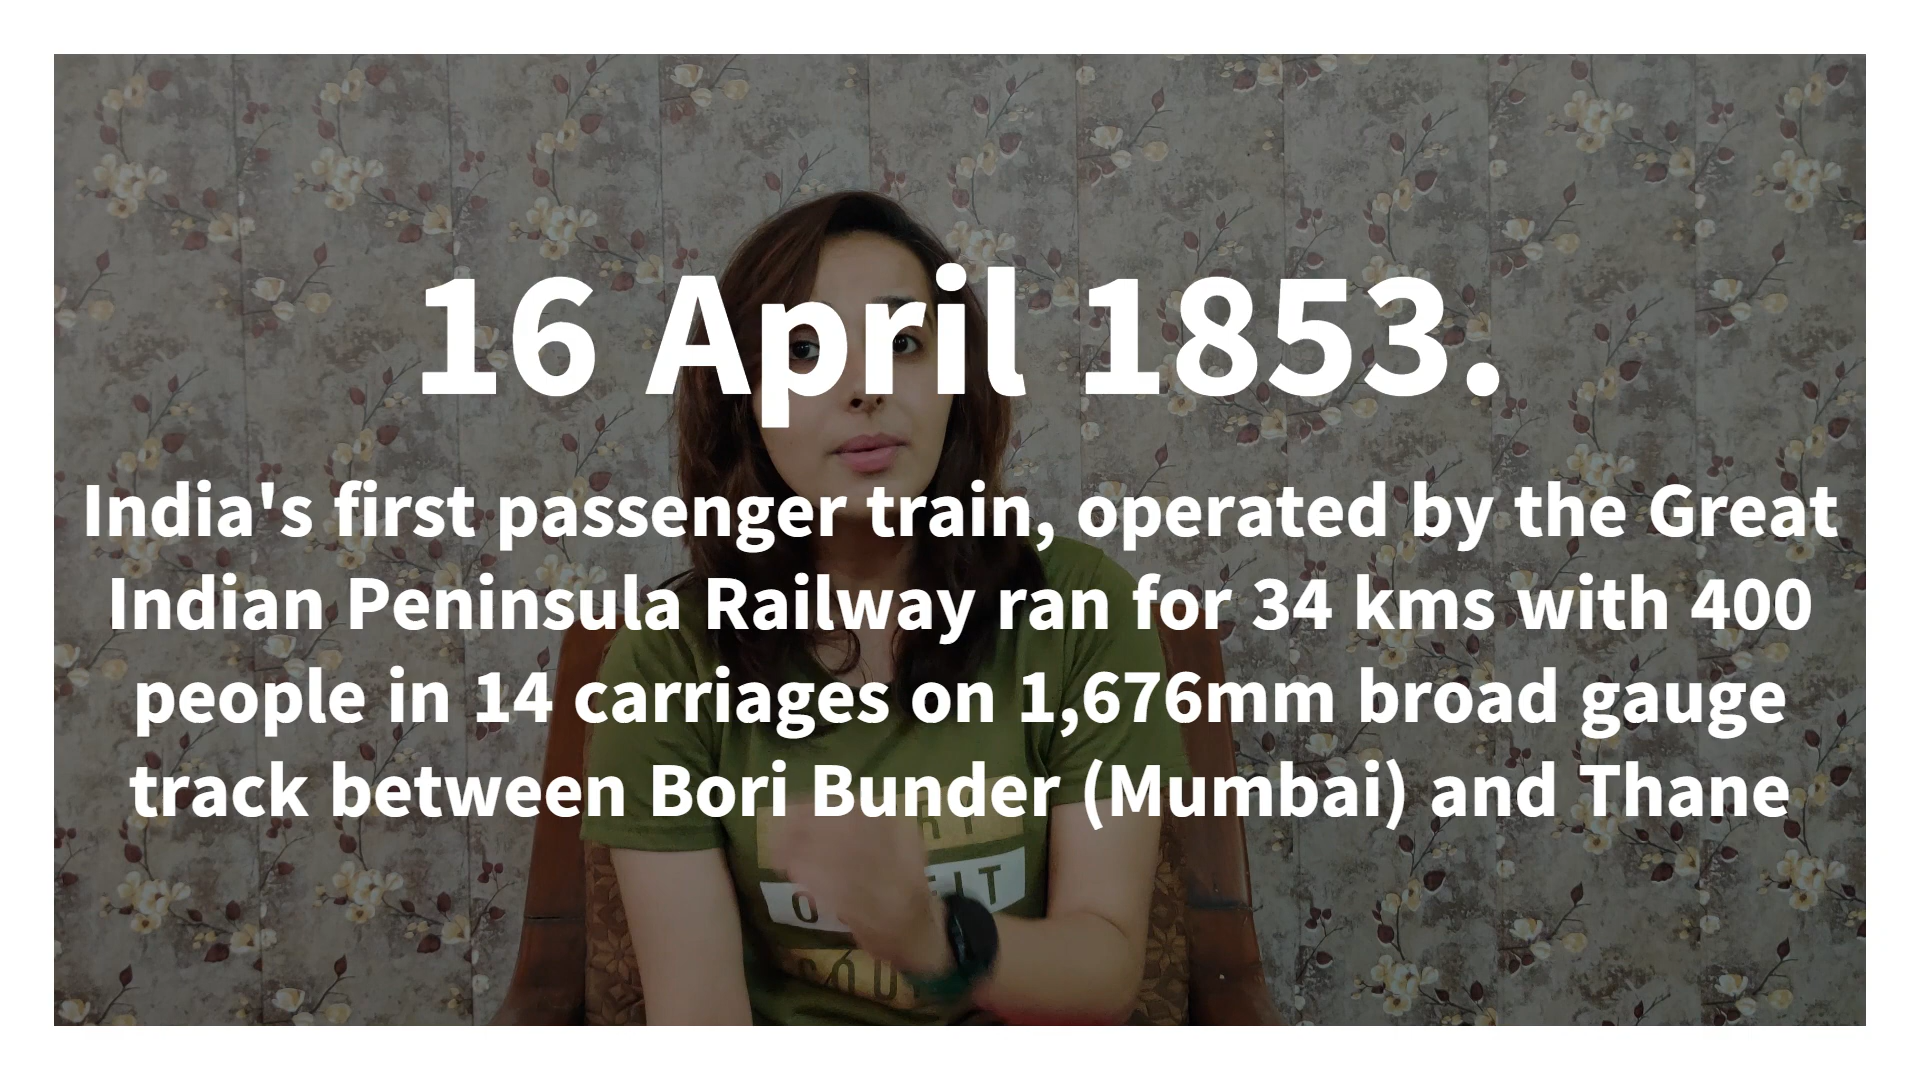 16 April 1853.
India's first passenger train, operated by the Great
Indian Peninsula Railway ran for 34 kms with 400
people in 14 carriages on 1,676mm broad gauge
track between Bori Bunder (Mumbai) and Thane